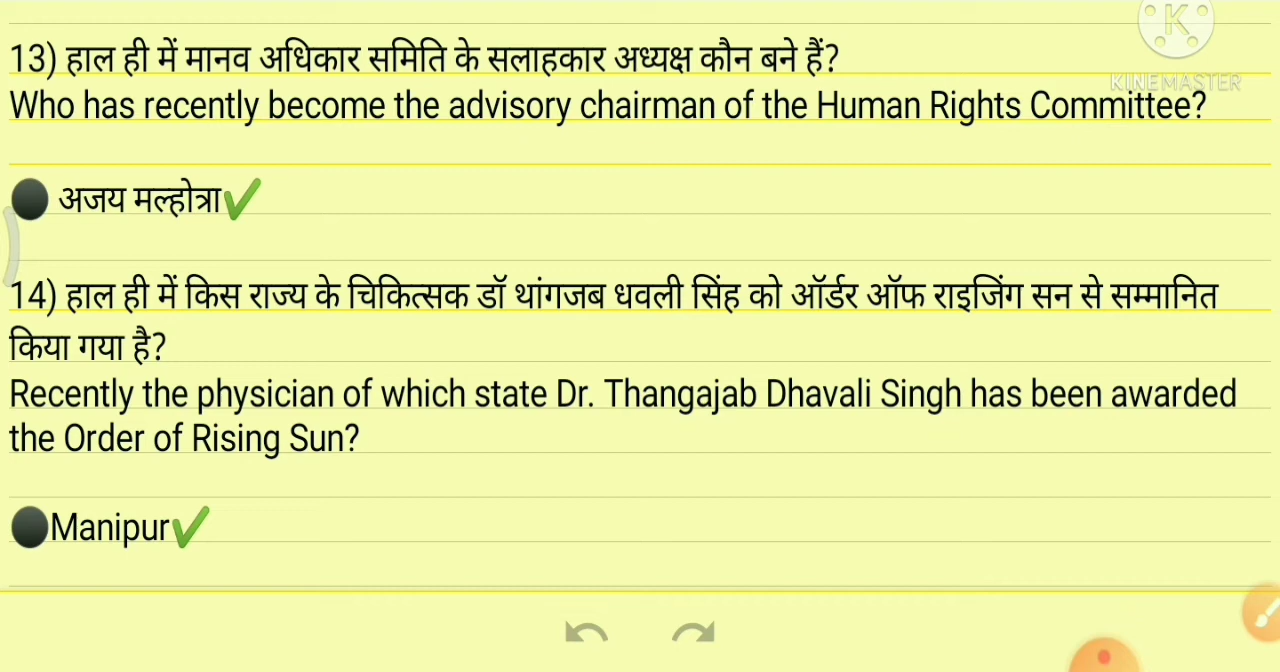 KINEMASTER
13) हाल ही में मानव अधिकार समिति के सलाहकार अध्यक्ष कौन बने हैं?
Who has recently become the advisory chairman of the Human Rights Committee?
अजय मल्होत्रा
14) हाल ही में किस राज्य के चिकित्सक डॉ थांगजब धवली सिंह को ऑर्डर ऑफ राइजिंग सन से सम्मानित
किया गया है?
Recently the physician of which state Dr. Thangajab Dhavali Singh has been awarded
the Order of Rising Sun?
Manipur